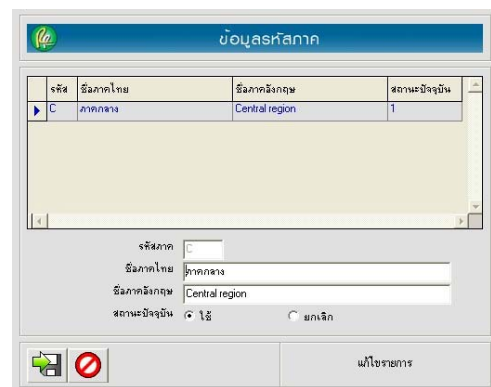 ข้อมูลรหัสภาค
รหัส ชื่อภาคไทย ชื่อภาคอังกฤษ สถานะปัจจุบัน
C ภาคกลาง Central region 1
รหัสภาค C
ชื่อภาคไทย ภาคกลาง
ชื่อภาคอังกฤษ Central region
สถานะปัจจุบัน ใช้ ยกเลิก
แก้ไขรายการ